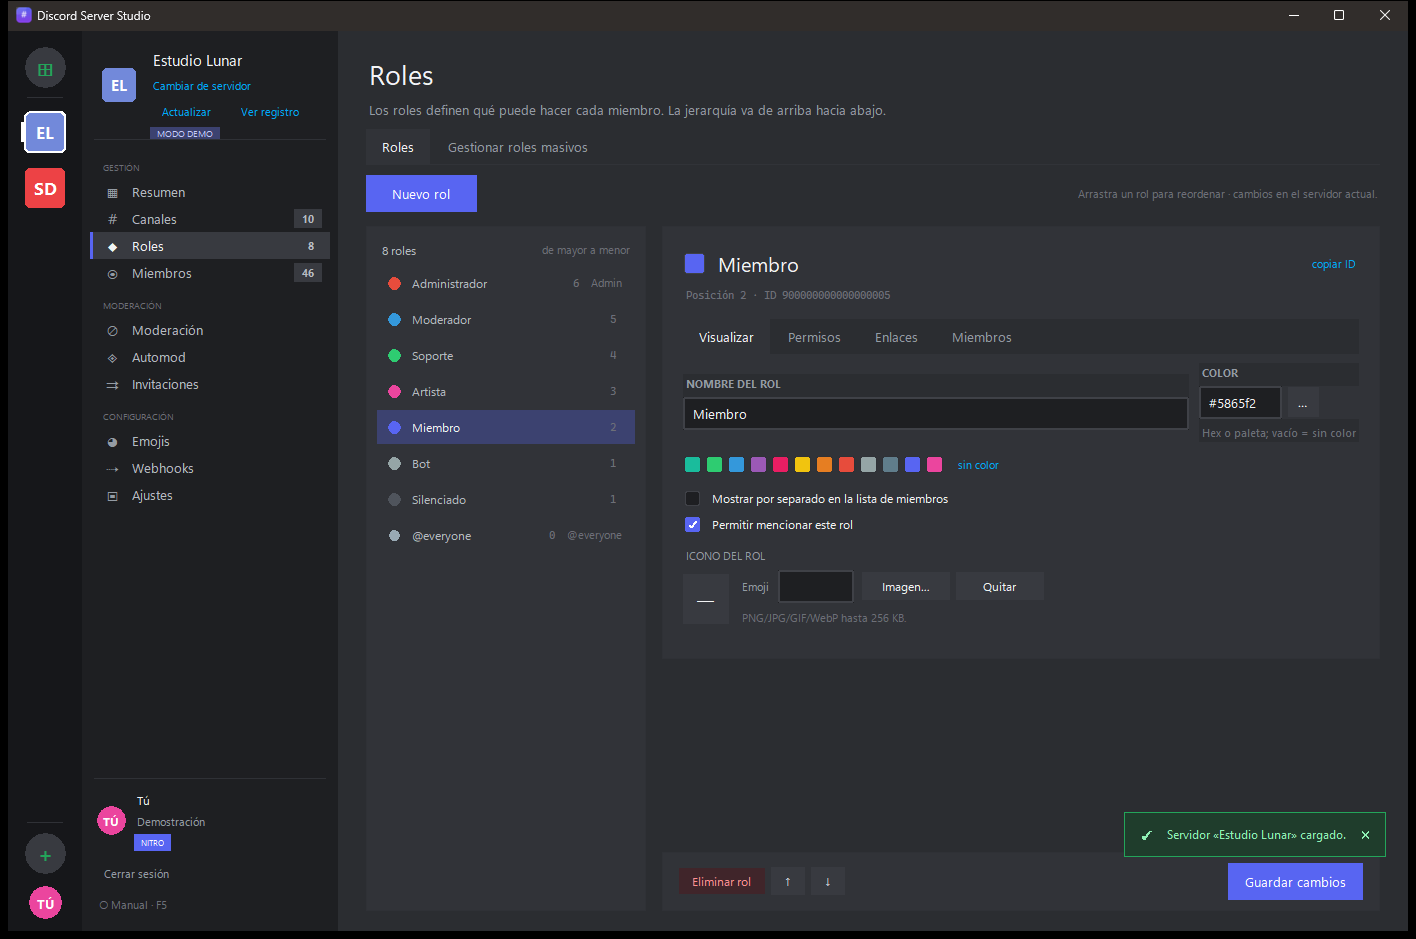 Discord Server Studio
EL
SD
EL
Estudio Lunar
Cambiar de servidor
Actualizar Ver registro
MODO DEMO
GESTIÓN
Resumen
# Canales 10
Roles 8
Miembros 46
MODERACIÓN
Moderación
Automod
Invitaciones
CONFIGURACIÓN
Emojis
Webhooks
Ajustes
TÚ
Tú
Demostración
NITRO
Cerrar sesión
Manual · F5
+
TÚ
Roles
Los roles definen qué puede hacer cada miembro. La jerarquía va de arriba hacia abajo.
Roles Gestionar roles masivos
Nuevo rol
Arrastra un rol para reordenar · cambios en el servidor actual.
8 roles de mayor a menor
Administrador 6 Admin
Moderador 5
Soporte 4
Artista 3
Miembro 2
Bot 1
Silenciado 1
@everyone 0 @everyone
Miembro
copiar ID
Posición 2 · ID 900000000000000005
Visualizar Permisos Enlaces Miembros
NOMBRE DEL ROL
Miembro
COLOR
#5865f2 ...
Hex o paleta; vacío = sin color
sin color
Mostrar por separado en la lista de miembros
Permitir mencionar este rol
ICONO DEL ROL
— Emoji Imagen... Quitar
PNG/JPG/GIF/WebP hasta 256 KB.
Servidor «Estudio Lunar» cargado.
Eliminar rol ↑ ↓
Guardar cambios